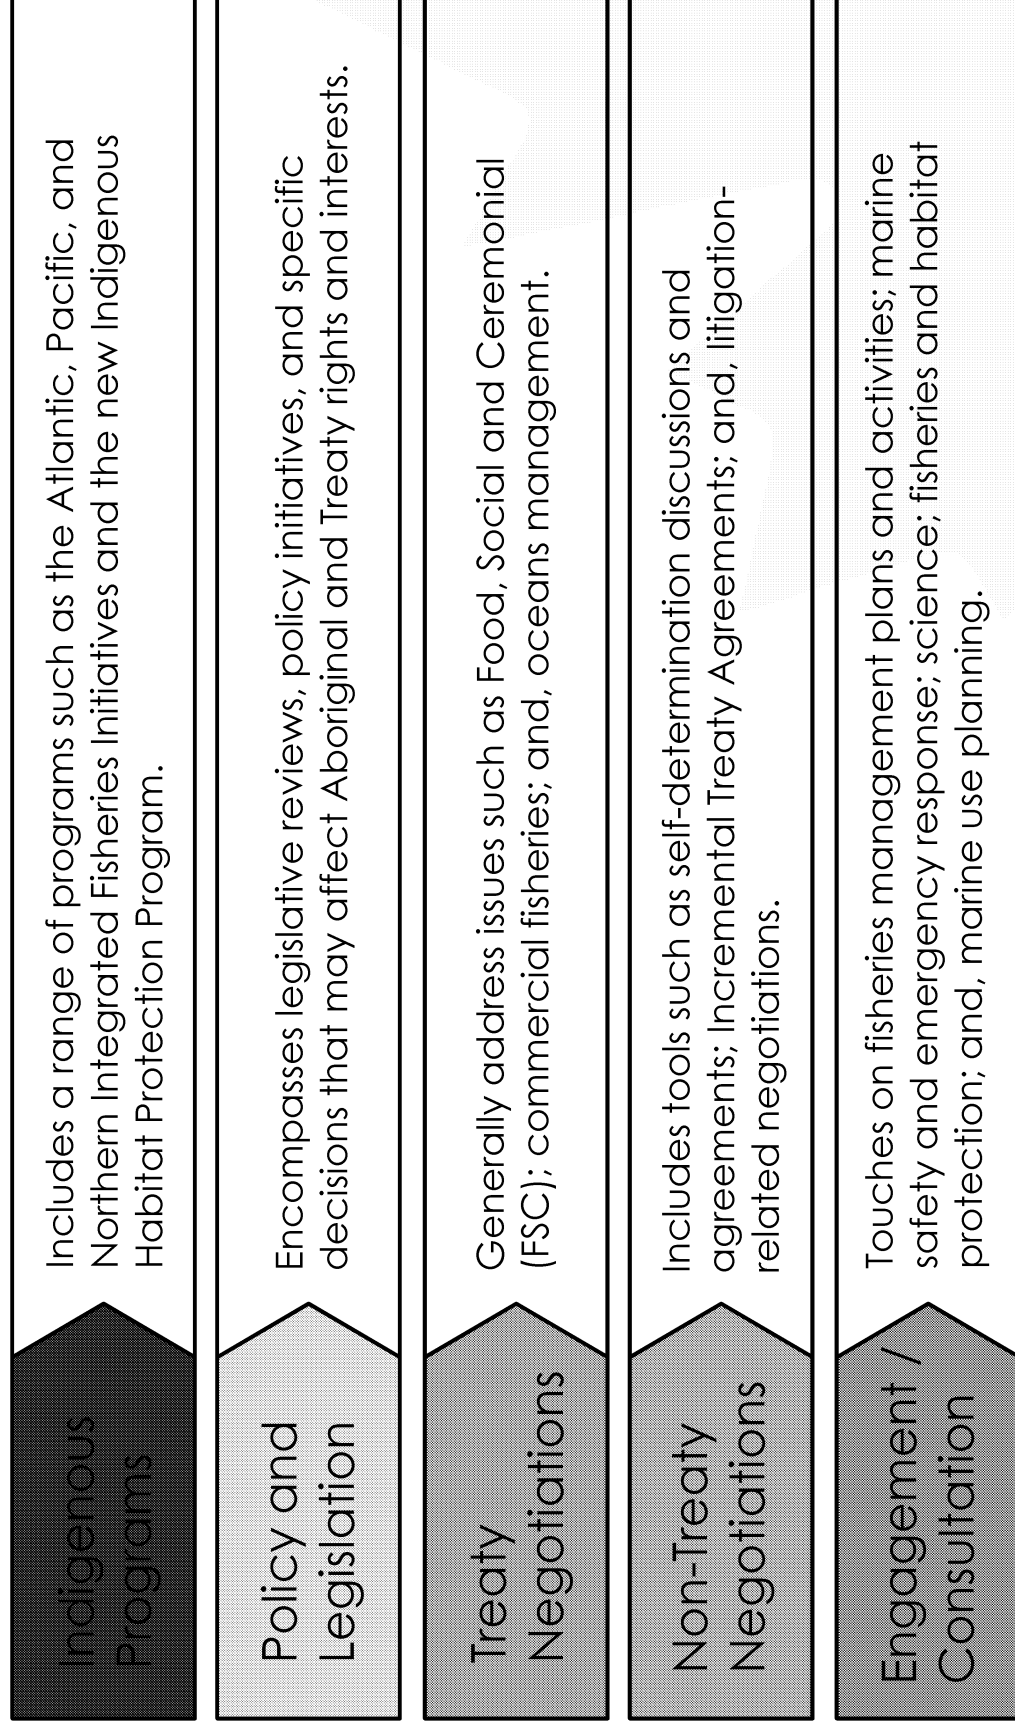 Indigenous
Programs
Includes a range of programs such as the Atlantic, Pacific, and
Northern Integrated Fisheries Initiatives and the new Indigenous
Habitat Protection Program.
Policy and
Legislation
Encompasses legislative reviews, policy initiatives, and specific
decisions that may affect Aboriginal and Treaty rights and interests.
Treaty
Negotiations
Generally address issues such as Food, Social and Ceremonial
(FSC); commercial fisheries; and, oceans management.
Non-Treaty
Negotiations
Includes tools such as self-determination discussions and
agreements; Incremental Treaty Agreements; and, litigation-
related negotiations.
Engagement /
Consultation
Touches on fisheries management plans and activities; marine
safety and emergency response; science; fisheries and habitat
protection; and, marine use planning.